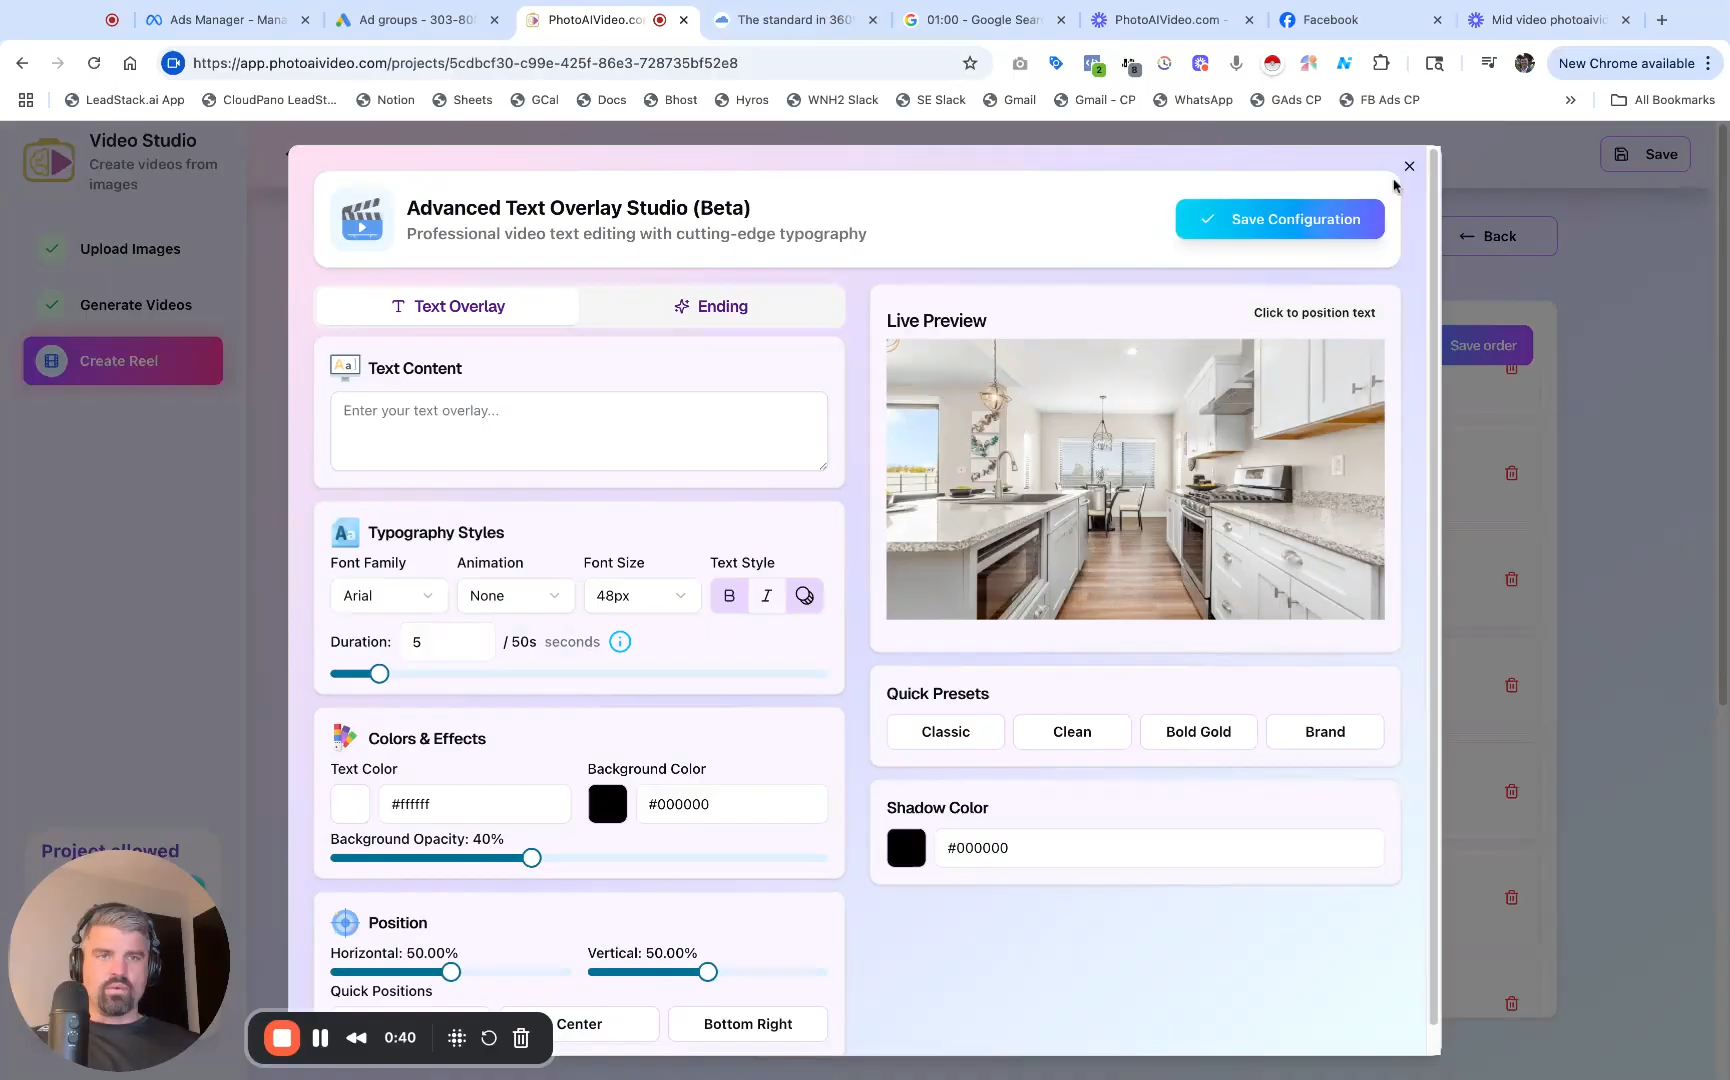 Ads Manager - Mana
Ad groups - 303-80
PhotoAIVideo.co
The standard in 360
01:00 - Google Sear
PhotoAIVideo.com -
Facebook
Mid video photoaivi
https://app.photoaivideo.com/projects/5cdbcf30-c99e-425f-86e3-728735bf52e8
2
8
New Chrome available
LeadStack.ai App
CloudPano LeadSt...
Notion
Sheets
GCal
Docs
Bhost
Hyros
WNH2 Slack
SE Slack
Gmail
Gmail - CP
WhatsApp
GAds CP
FB Ads CP
All Bookmarks
Video Studio
Create videos from
images
Save
Upload Images
Generate Videos
Create Reel
Project allowed
Back
Save order
Advanced Text Overlay Studio (Beta)
Professional video text editing with cutting-edge typography
Save Configuration
Text Overlay
Ending
Text Content
Enter your text overlay...
Typography Styles
Font Family
Animation
Font Size
Text Style
Arial
None
48px
B
I
Duration:
5
/ 50s
seconds
Colors & Effects
Text Color
Background Color
#ffffff
#000000
Background Opacity: 40%
Position
Horizontal: 50.00%
Vertical: 50.00%
Quick Positions
Center
Bottom Right
Live Preview
Click to position text
Quick Presets
Classic
Clean
Bold Gold
Brand
Shadow Color
#000000
0:40